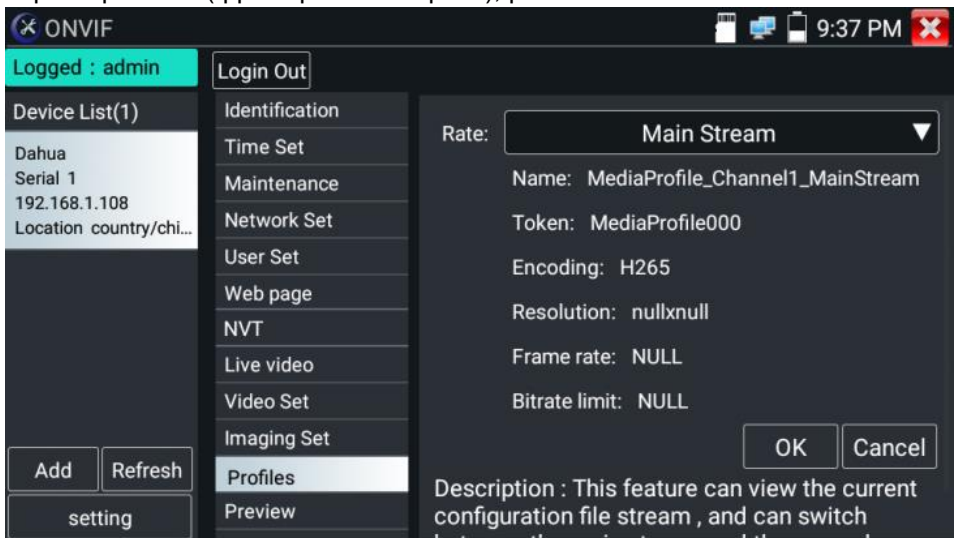 ONVIF
9:37 PM
Logged : admin
Login Out
Device List(1)
Dahua
Serial 1
192.168.1.108
Location country/chi...
Add
Refresh
setting
Identification
Time Set
Maintenance
Network Set
User Set
Web page
NVT
Live video
Video Set
Imaging Set
Profiles
Preview
Rate: Main Stream
Name: MediaProfile_Channel1_MainStream
Token: MediaProfile000
Encoding: H265
Resolution: nullxnull
Frame rate: NULL
Bitrate limit: NULL
OK
Cancel
Description : This feature can view the current
configuration file stream , and can switch